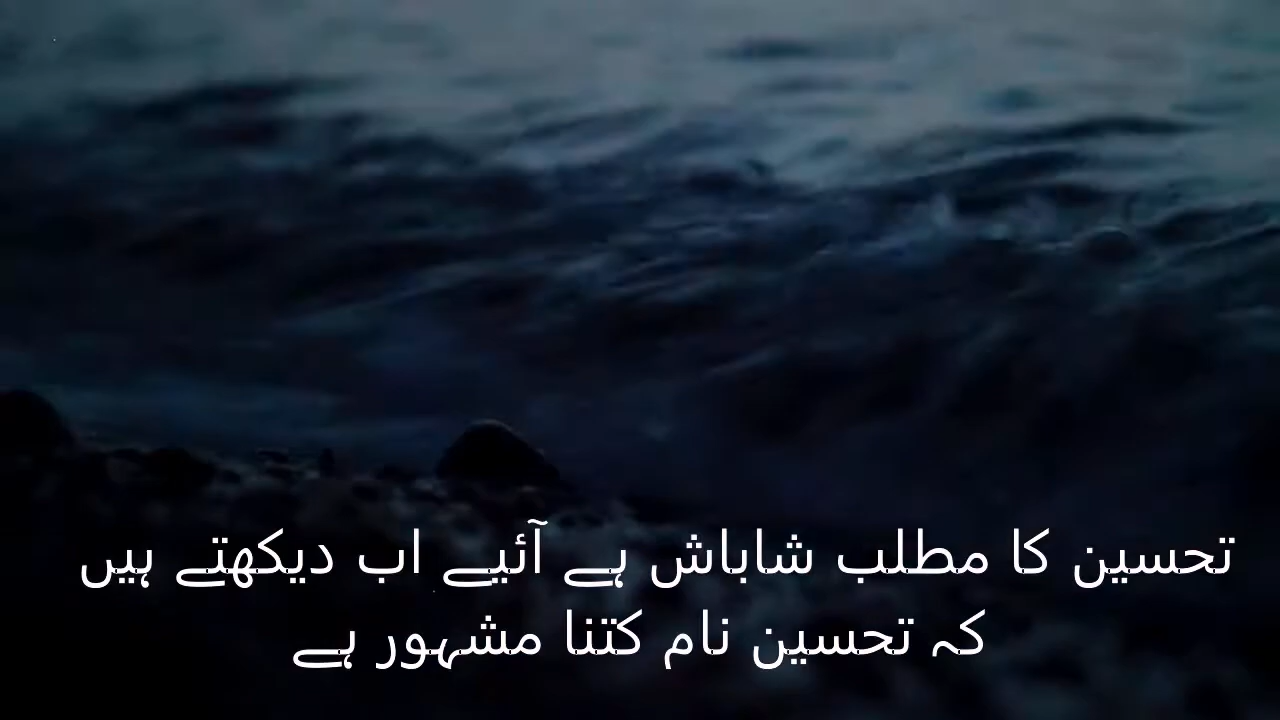 تحسین کا مطلب شاباش ہے آئیے اب دیکھتے ہیں
کہ تحسین نام کتنا مشہور ہے